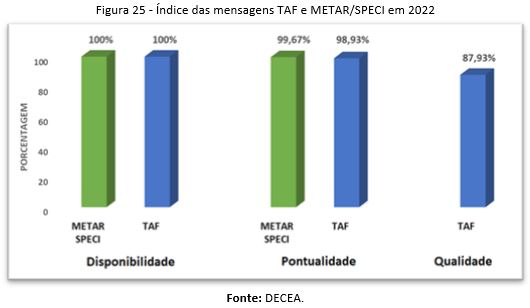 Figura 25 - Índice das mensagens TAF e METAR/SPECI em 2022
100% 100% 99,67% 98,93% 87,93%
PORCENTAGEM
100
80
60
40
20
0
METAR SPECI TAF METAR SPECI TAF TAF
Disponibilidade Pontualidade Qualidade
Fonte: DECEA.